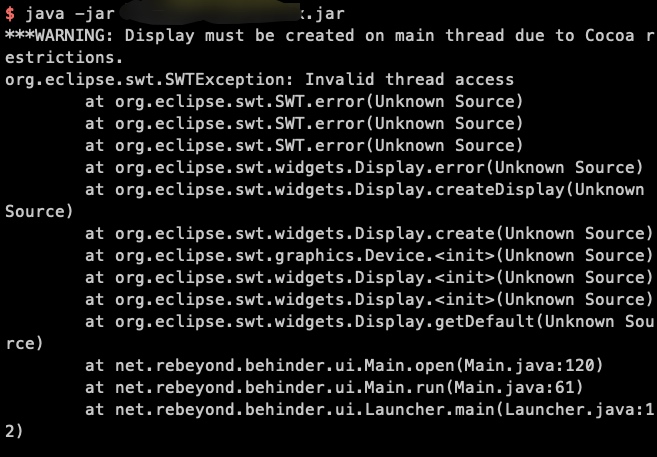 $ java -jar x.jar
***WARNING: Display must be created on main thread due to Cocoa r
estrictions.
org.eclipse.swt.SWTException: Invalid thread access
        at org.eclipse.swt.SWT.error(Unknown Source)
        at org.eclipse.swt.SWT.error(Unknown Source)
        at org.eclipse.swt.SWT.error(Unknown Source)
        at org.eclipse.swt.widgets.Display.error(Unknown Source)
        at org.eclipse.swt.widgets.Display.createDisplay(Unknown
Source)
        at org.eclipse.swt.widgets.Display.create(Unknown Source)
        at org.eclipse.swt.graphics.Device.<init>(Unknown Source)
        at org.eclipse.swt.widgets.Display.<init>(Unknown Source)
        at org.eclipse.swt.widgets.Display.<init>(Unknown Source)
        at org.eclipse.swt.widgets.Display.getDefault(Unknown Sou
rce)
        at net.rebeyond.behinder.ui.Main.open(Main.java:120)
        at net.rebeyond.behinder.ui.Main.run(Main.java:61)
        at net.rebeyond.behinder.ui.Launcher.main(Launcher.java:1
2)